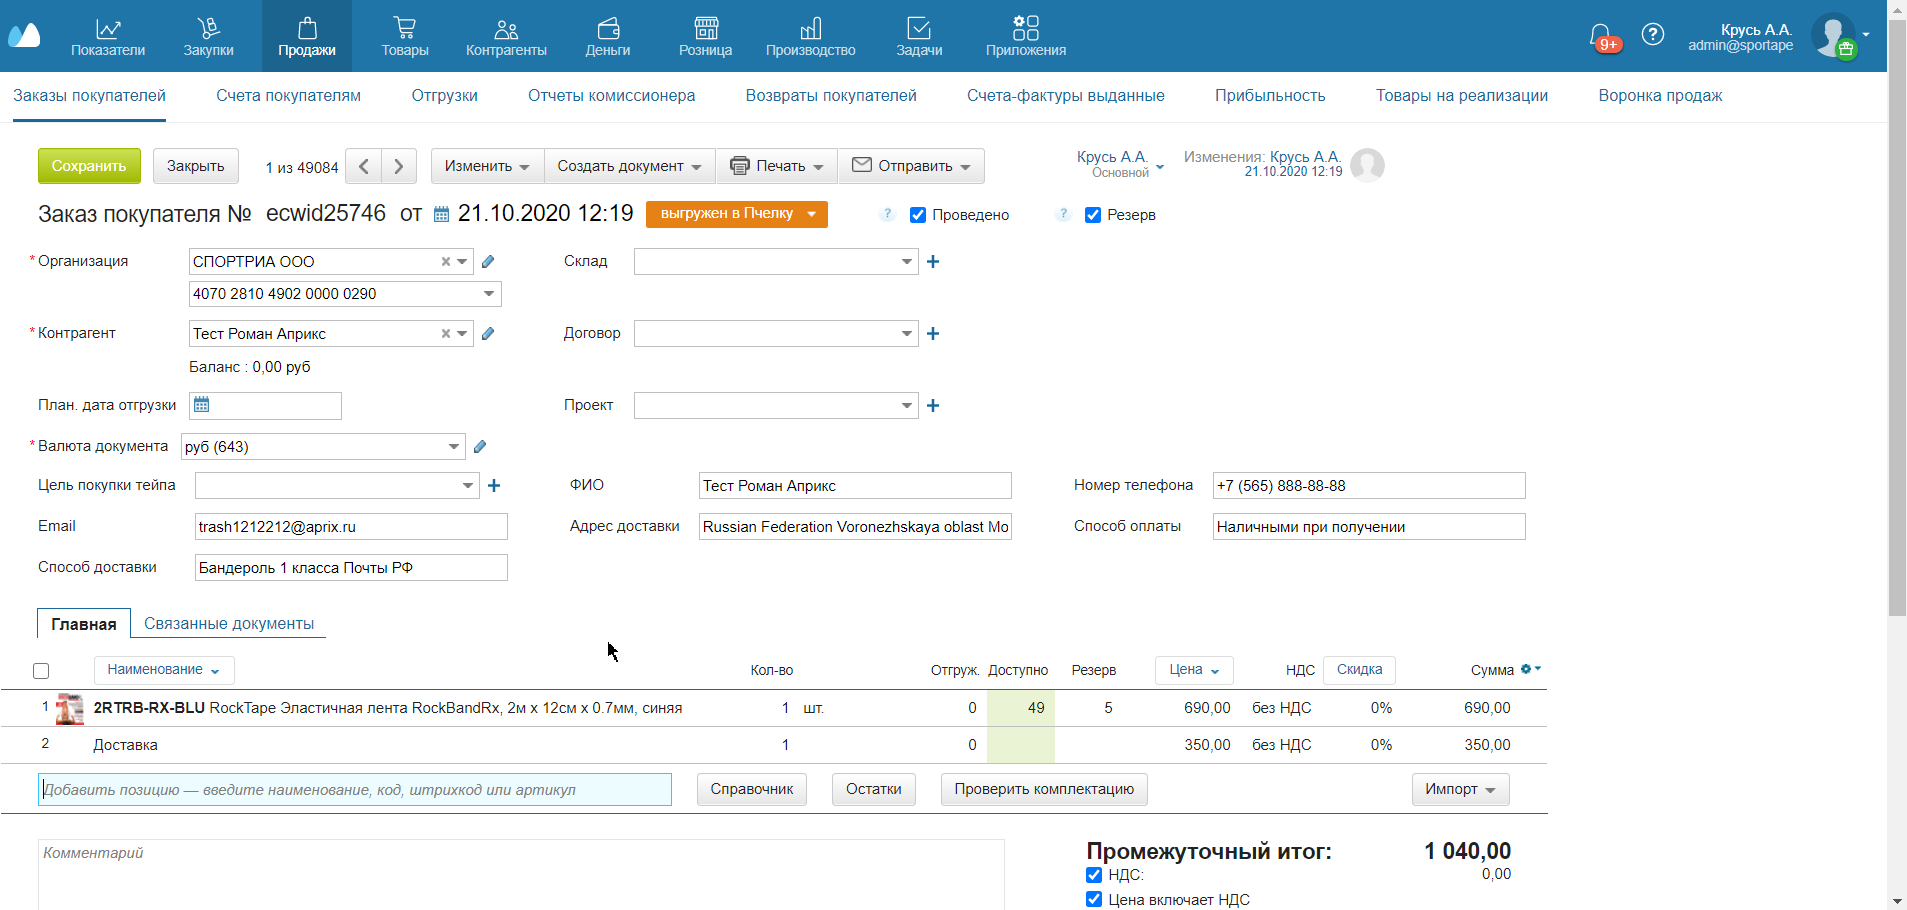 Показатели Закупки Продажи Товары Контрагенты Деньги Розница Производство Задачи Приложения 9+ Крусь А.А.
admin@sportape
Заказы покупателей Счета покупателям Отгрузки Отчеты комиссионера Возвраты покупателей Счета-фактуры выданные Прибыльность Товары на реализации Воронка продаж
Сохранить Закрыть 1 из 49084 Изменить Создать документ Печать Отправить Крусь А.А. Изменения: Крусь А.А.
Основной 21.10.2020 12:19
Заказ покупателя № ecwid25746 от 21.10.2020 12:19 выгружен в Пчелку ? Проведено ? Резерв
* Организация СПОРТРИА ООО Склад
4070 2810 4902 0000 0290
* Контрагент Тест Роман Априкс Договор
Баланс : 0,00 руб
План. дата отгрузки Проект
* Валюта документа руб (643)
Цель покупки тейпа ФИО Тест Роман Априкс Номер телефона +7 (565) 888-88-88
Email trash1212212@aprix.ru Адрес доставки Russian Federation Voronezhskaya oblast Mo Способ оплаты Наличными при получении
Способ доставки Бандероль 1 класса Почты РФ
Главная Связанные документы
Наименование Кол-во Отгруж. Доступно Резерв Цена НДС Скидка Сумма
1 2RTRB-RX-BLU RockTape Эластичная лента RockBandRx, 2м x 12см x 0.7мм, синяя 1 шт. 0 49 5 690,00 без НДС 0% 690,00
2 Доставка 1 0 350,00 без НДС 0% 350,00
Добавить позицию — введите наименование, код, штрихкод или артикул Справочник Остатки Проверить комплектацию Импорт
Комментарий Промежуточный итог: 1 040,00
НДС: 0,00
Цена включает НДС